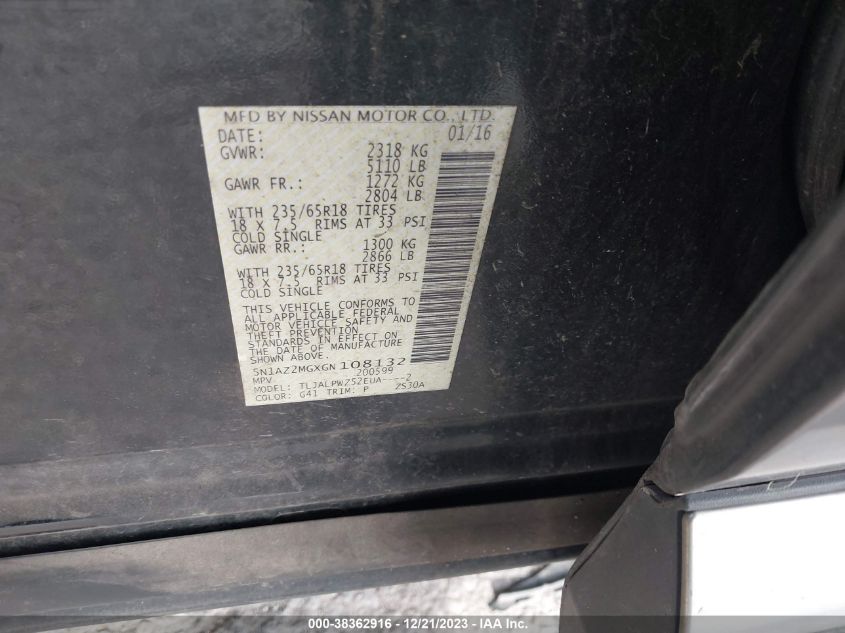 MFD BY NISSAN MOTOR CO., LTD.
DATE: 01/16
GVWR: 2318 KG
5110 LB
GAWR FR.: 1272 KG
2804 LB
WITH 235/65R18 TIRES
18 X 7.5 RIMS AT 33 PSI
COLD SINGLE
GAWR RR.: 1300 KG
2866 LB
WITH 235/65R18 TIRES
18 X 7.5 RIMS AT 33 PSI
COLD SINGLE
THIS VEHICLE CONFORMS TO
ALL APPLICABLE FEDERAL
MOTOR VEHICLE SAFETY AND
THEFT PREVENTION
STANDARDS IN EFFECT ON
THE DATE OF MANUFACTURE
SHOWN ABOVE.
5N1AZ2MGXGN108132
MPV 200599
MODEL: TLJALPWZ52EUA----2
COLOR: G41 TRIM: P ZS30A
000-38362916 - 12/21/2023 - IAA Inc.